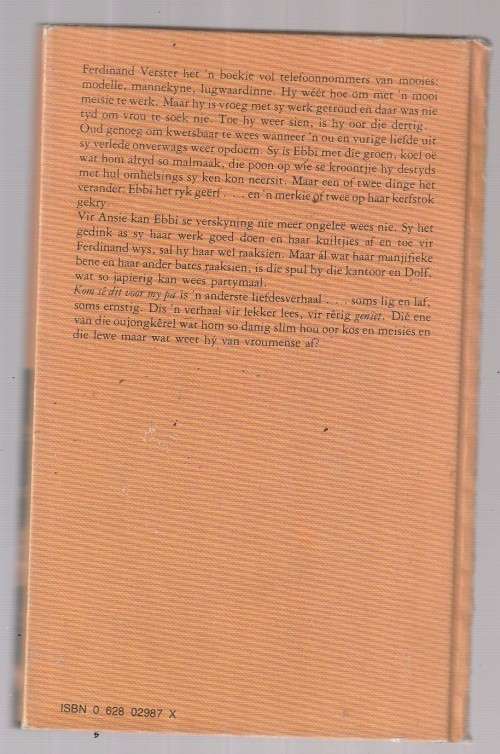 Ferdinand Verster het 'n boekie vol telefoonnommers van mooies:
modelle, mannekyne, lugwaardinne. Hy wéét hoe om met 'n mooi
meisie te werk. Maar hy is vroeg met sy werk getroud en daar was nie
tyd om vrou te soek nie. Toe hy weer sien, is hy oor die dertig.
Oud genoeg om kwetsbaar te wees wanneer 'n ou en vurige liefde uit
sy verlede onverwags weer opdoem. Sy is Ebbi met die groen, koel oë
wat hom altyd so malmaak, die poon op wie se kroontjie hy destyds
met hul omhelsings sy ken kon neersit. Maar een of twee dinge het
verander: Ebbi het ryk geërf . . . . en 'n merkie of twee op haar kerfstok
gekry.
Vir Ansie kan Ebbi se verskyning nie meer ongeleë wees nie. Sy het
gedink as sy haar werk goed doen en haar kuiltjies af en toe vir
Ferdinand wys, sal hy haar wel raaksien. Maar ál wat haar manjifieke
bene en haar ander bates raaksien, is die spul by die kantoor en Dolf,
wat so japierig kan wees partymaal.
Kom sê dit voor my pa is 'n anderste liefdesverhaal . . . . soms lig en laf,
soms ernstig. Dis 'n verhaal vir lekker lees, vir rêrig geniet. Dié ene
van die oujongkêrel wat hom so danig slim hou oor kos en meisies en
die lewe maar wat weet hý van vroumense af?
ISBN 0 628 02987 X